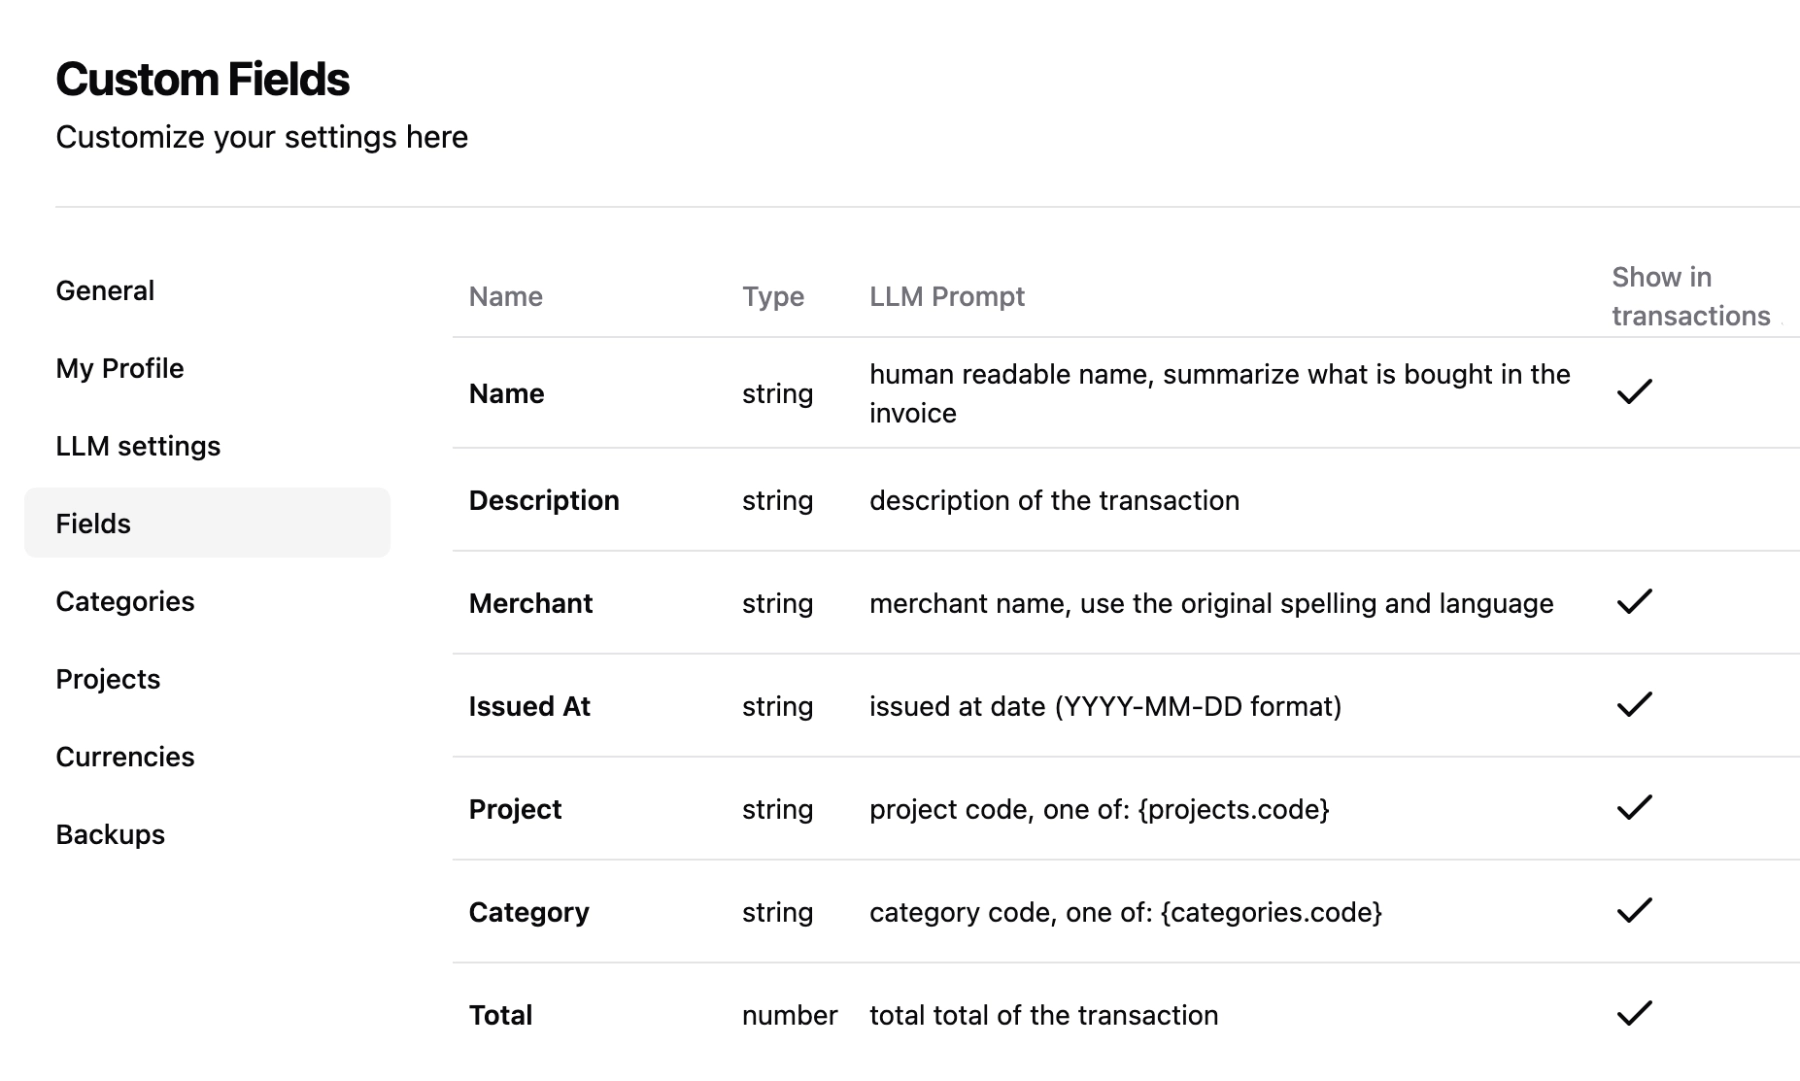 Custom Fields
Customize your settings here
General
My Profile
LLM settings
Fields
Categories
Projects
Currencies
Backups
Name Type LLM Prompt Show in
transactions
Name string human readable name, summarize what is bought in the
invoice
Description string description of the transaction
Merchant string merchant name, use the original spelling and language
Issued At string issued at date (YYYY-MM-DD format)
Project string project code, one of: {projects.code}
Category string category code, one of: {categories.code}
Total number total total of the transaction